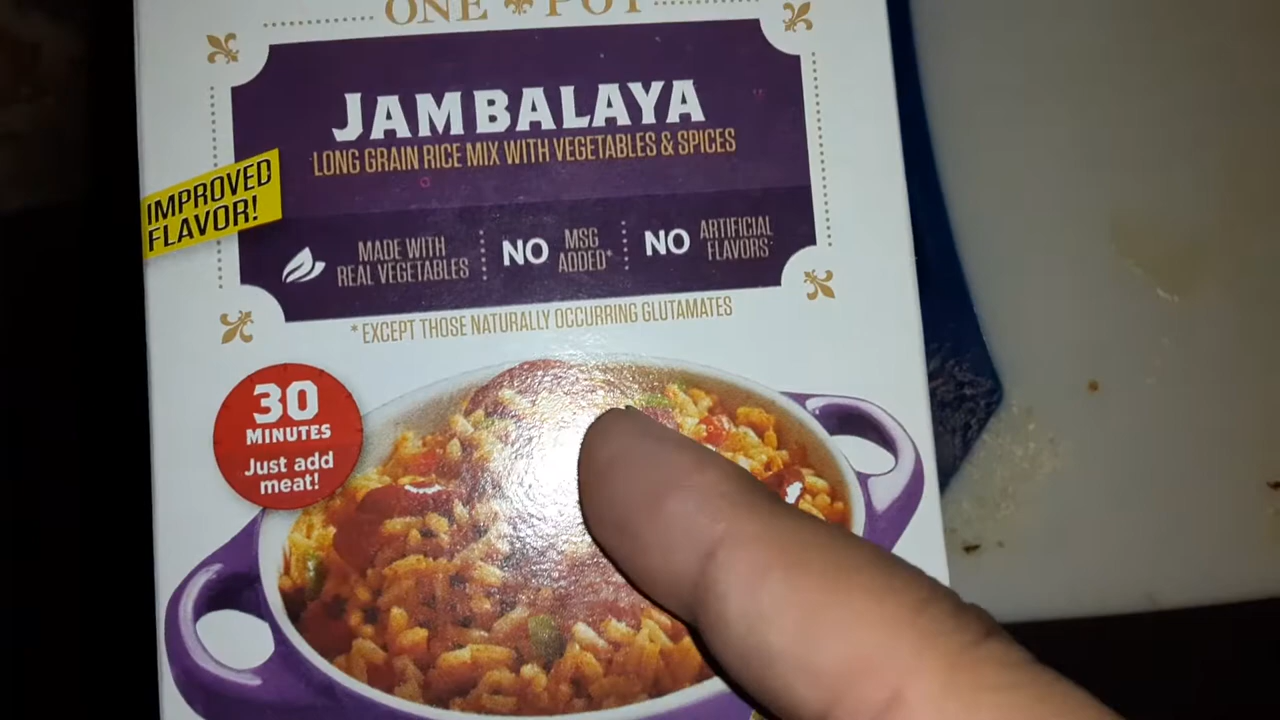 ONE POT
JAMBALAYA
LONG GRAIN RICE MIX WITH VEGETABLES & SPICES
IMPROVED
FLAVOR!
MADE WITH
REAL VEGETABLES
NO MSG
ADDED*
NO ARTIFICIAL
FLAVORS
* EXCEPT THOSE NATURALLY OCCURRING GLUTAMATES
30
MINUTES
Just add
meat!